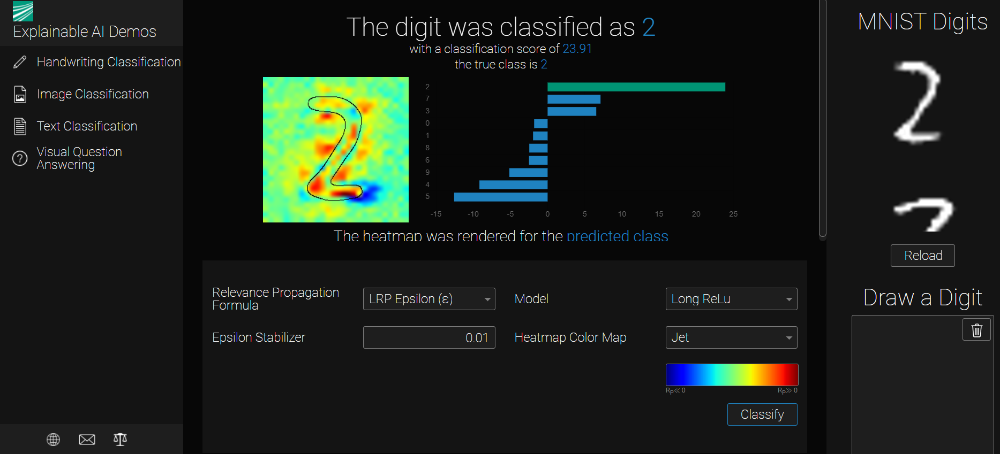 Explainable AI Demos
Handwriting Classification
Image Classification
Text Classification
Visual Question
Answering
The digit was classified as 2
with a classification score of 23.91
the true class is 2
2
7
3
0
1
8
6
9
4
5
-15 -10 -5 0 5 10 15 20 25
The heatmap was rendered for the predicted class
Relevance Propagation
Formula
LRP Epsilon (ε)
Model
Long ReLu
Epsilon Stabilizer
0.01
Heatmap Color Map
Jet
Rp≪ 0
Rp≫ 0
Classify
MNIST Digits
2
2
Reload
Draw a Digit